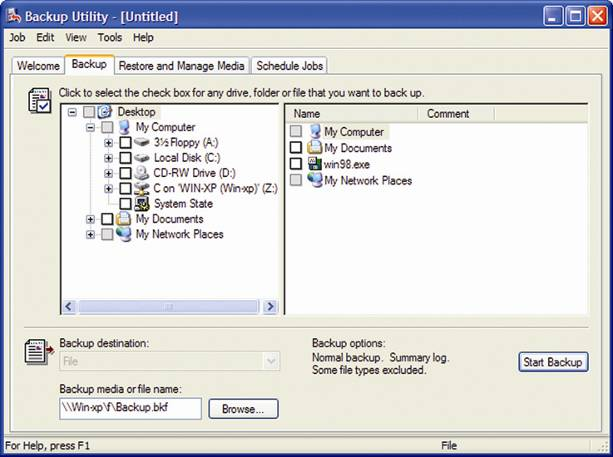 Backup Utility - [Untitled]
Job Edit View Tools Help
Welcome Backup Restore and Manage Media Schedule Jobs
Click to select the check box for any drive, folder or file that you want to back up.
Desktop
My Computer
3½ Floppy (A:)
Local Disk (C:)
CD-RW Drive (D:)
C on 'WIN-XP (Win-xp)' (Z:)
System State
My Documents
My Network Places
Name Comment
My Computer
My Documents
win98.exe
My Network Places
Backup destination:
File
Backup media or file name:
\\Win-xp\f\Backup.bkf
Browse...
Backup options:
Normal backup. Summary log.
Some file types excluded.
Start Backup
For Help, press F1
File